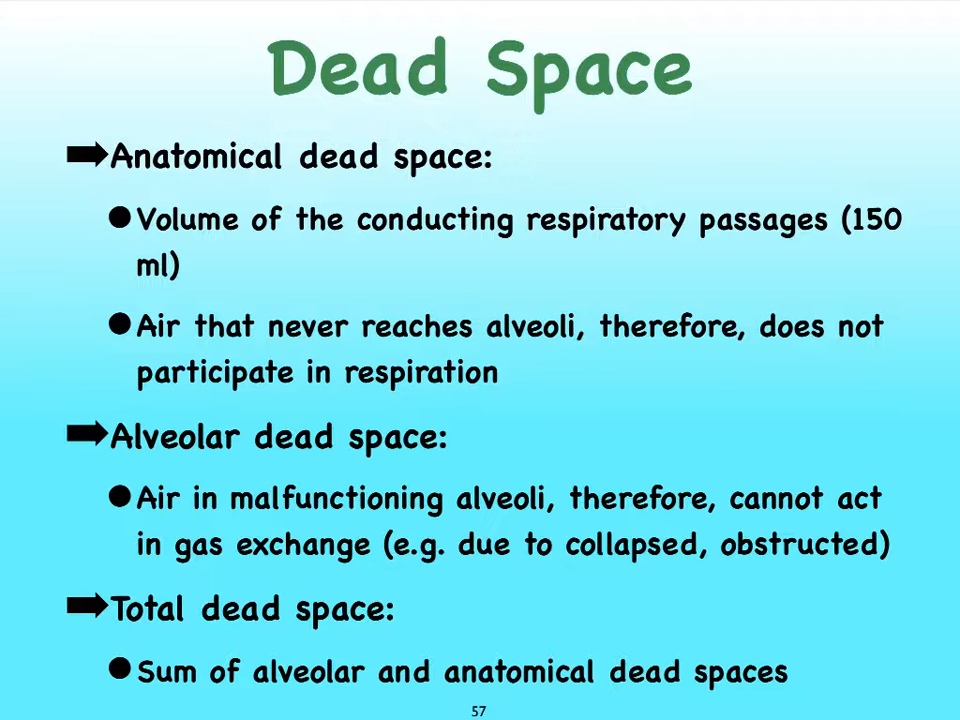 Dead Space
➡Anatomical dead space:
●Volume of the conducting respiratory passages (150
ml)
●Air that never reaches alveoli, therefore, does not
participate in respiration
➡Alveolar dead space:
●Air in malfunctioning alveoli, therefore, cannot act
in gas exchange (e.g. due to collapsed, obstructed)
➡Total dead space:
●Sum of alveolar and anatomical dead spaces
57